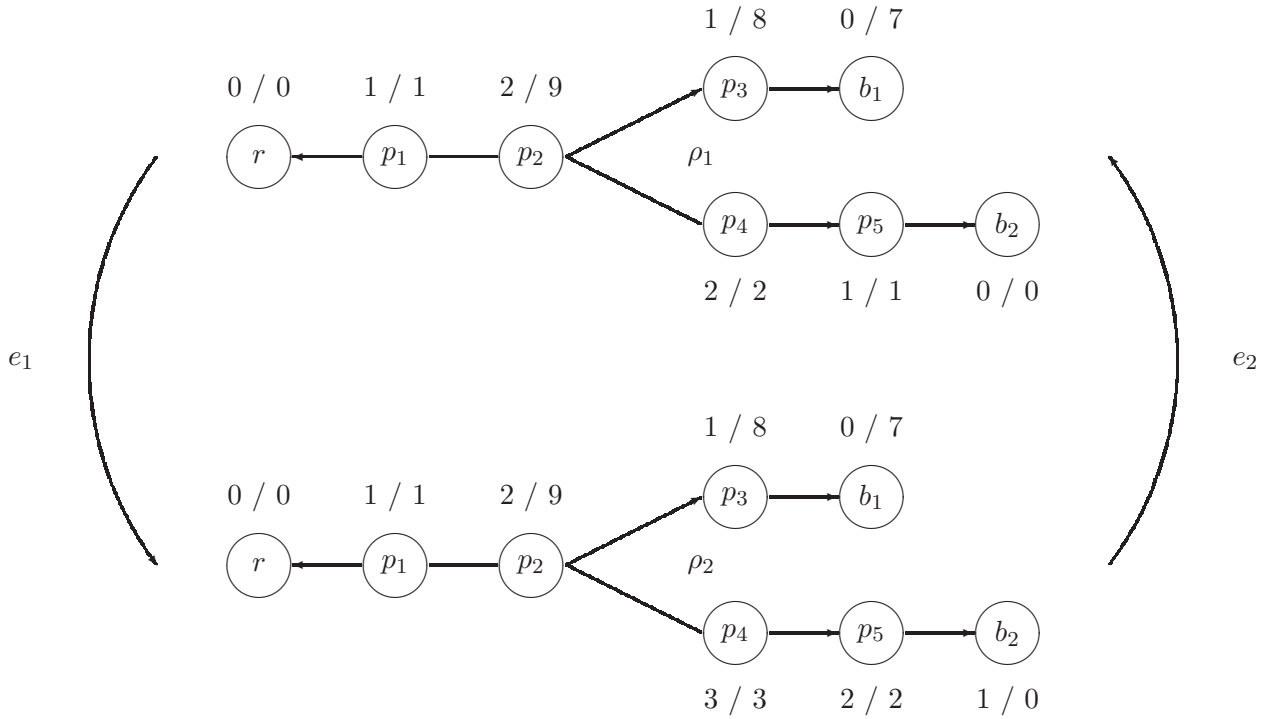 1 / 8 0 / 7
0 / 0 1 / 1 2 / 9
p₃ b₁
r p₁ p₂ ρ₁
p₄ p₅ b₂
2 / 2 1 / 1 0 / 0
e₁ e₂
1 / 8 0 / 7
0 / 0 1 / 1 2 / 9
p₃ b₁
r p₁ p₂ ρ₂
p₄ p₅ b₂
3 / 3 2 / 2 1 / 0